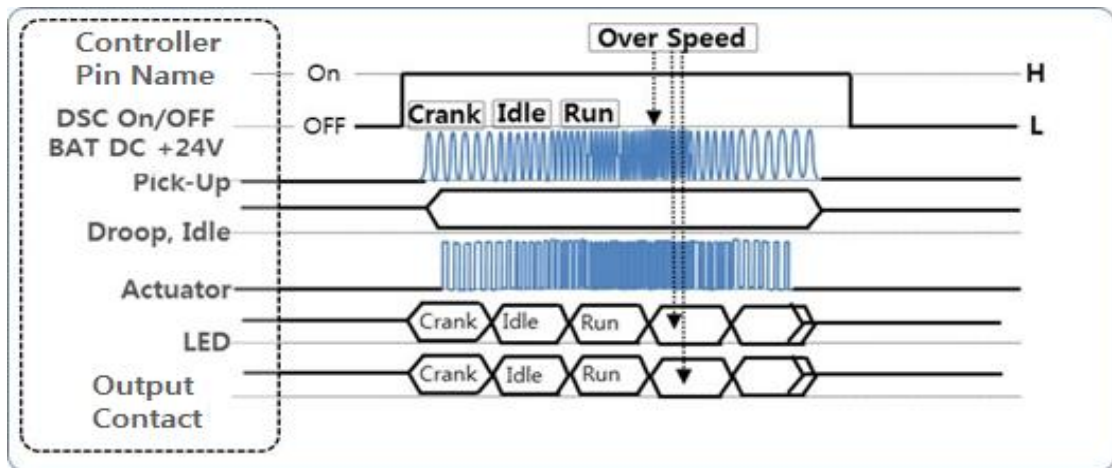 Over Speed
Controller
Pin Name
On
H
DSC On/OFF
OFF
Crank
Idle
Run
L
BAT DC +24V
Pick-Up
Droop, Idle
Actuator
Crank
Idle
Run
LED
Crank
Idle
Run
Output
Contact